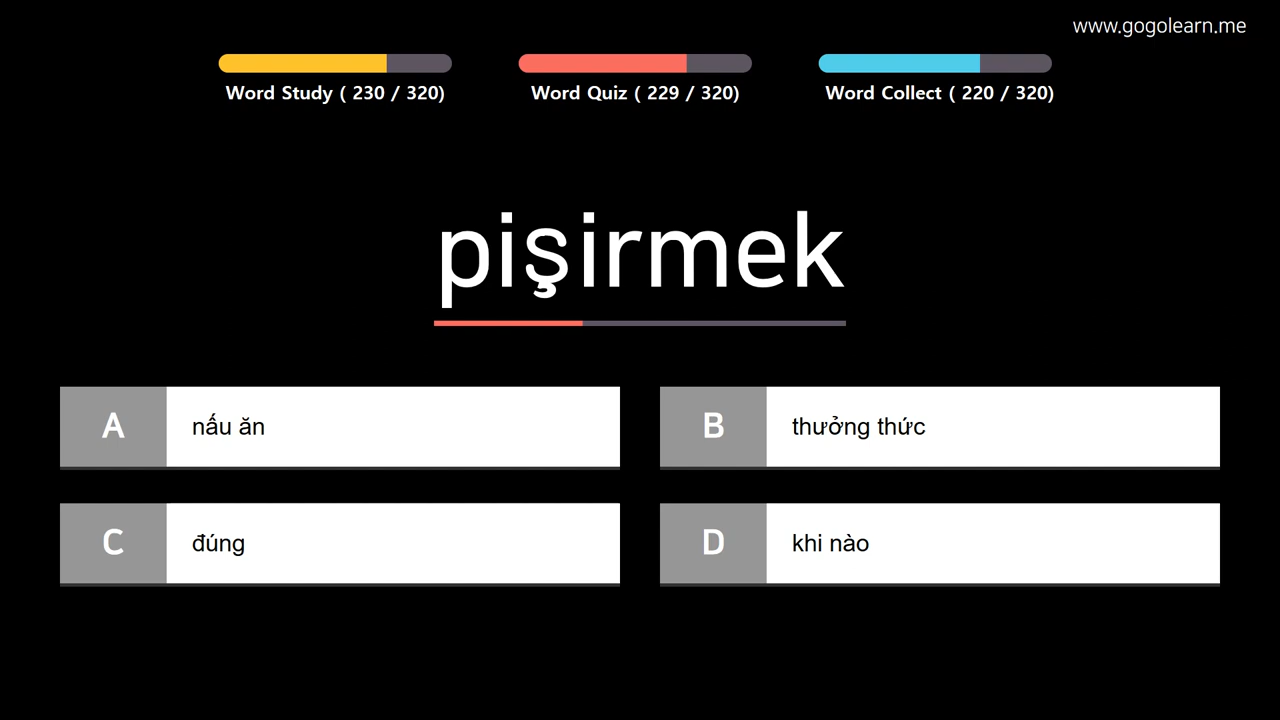 www.gogolearn.me
Word Study ( 230 / 320)
Word Quiz ( 229 / 320)
Word Collect ( 220 / 320)
pişirmek
A nấu ăn
B thưởng thức
C đúng
D khi nào